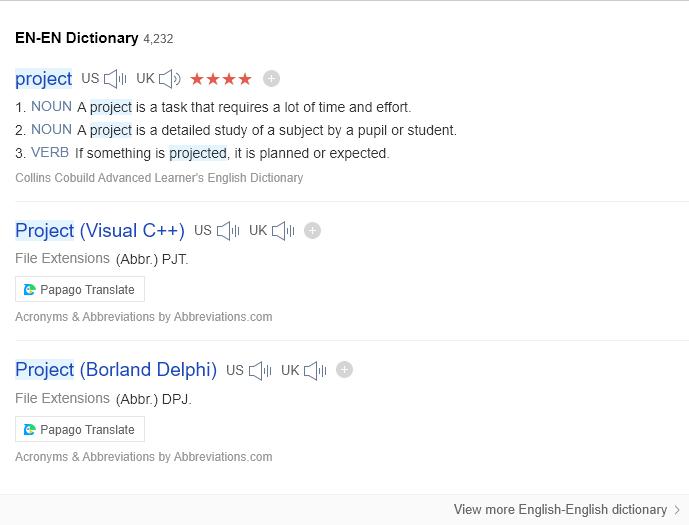 EN-EN Dictionary 4,232
project US UK
1. NOUN A project is a task that requires a lot of time and effort.
2. NOUN A project is a detailed study of a subject by a pupil or student.
3. VERB If something is projected, it is planned or expected.
Collins Cobuild Advanced Learner's English Dictionary
Project (Visual C++) US UK
File Extensions (Abbr.) PJT.
Papago Translate
Acronyms & Abbreviations by Abbreviations.com
Project (Borland Delphi) US UK
File Extensions (Abbr.) DPJ.
Papago Translate
Acronyms & Abbreviations by Abbreviations.com
View more English-English dictionary